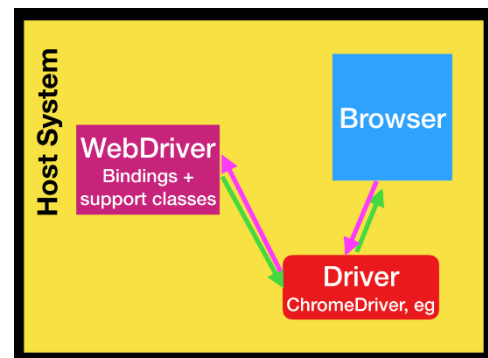 Host System
WebDriver
Bindings +
support classes
Browser
Driver
ChromeDriver, eg